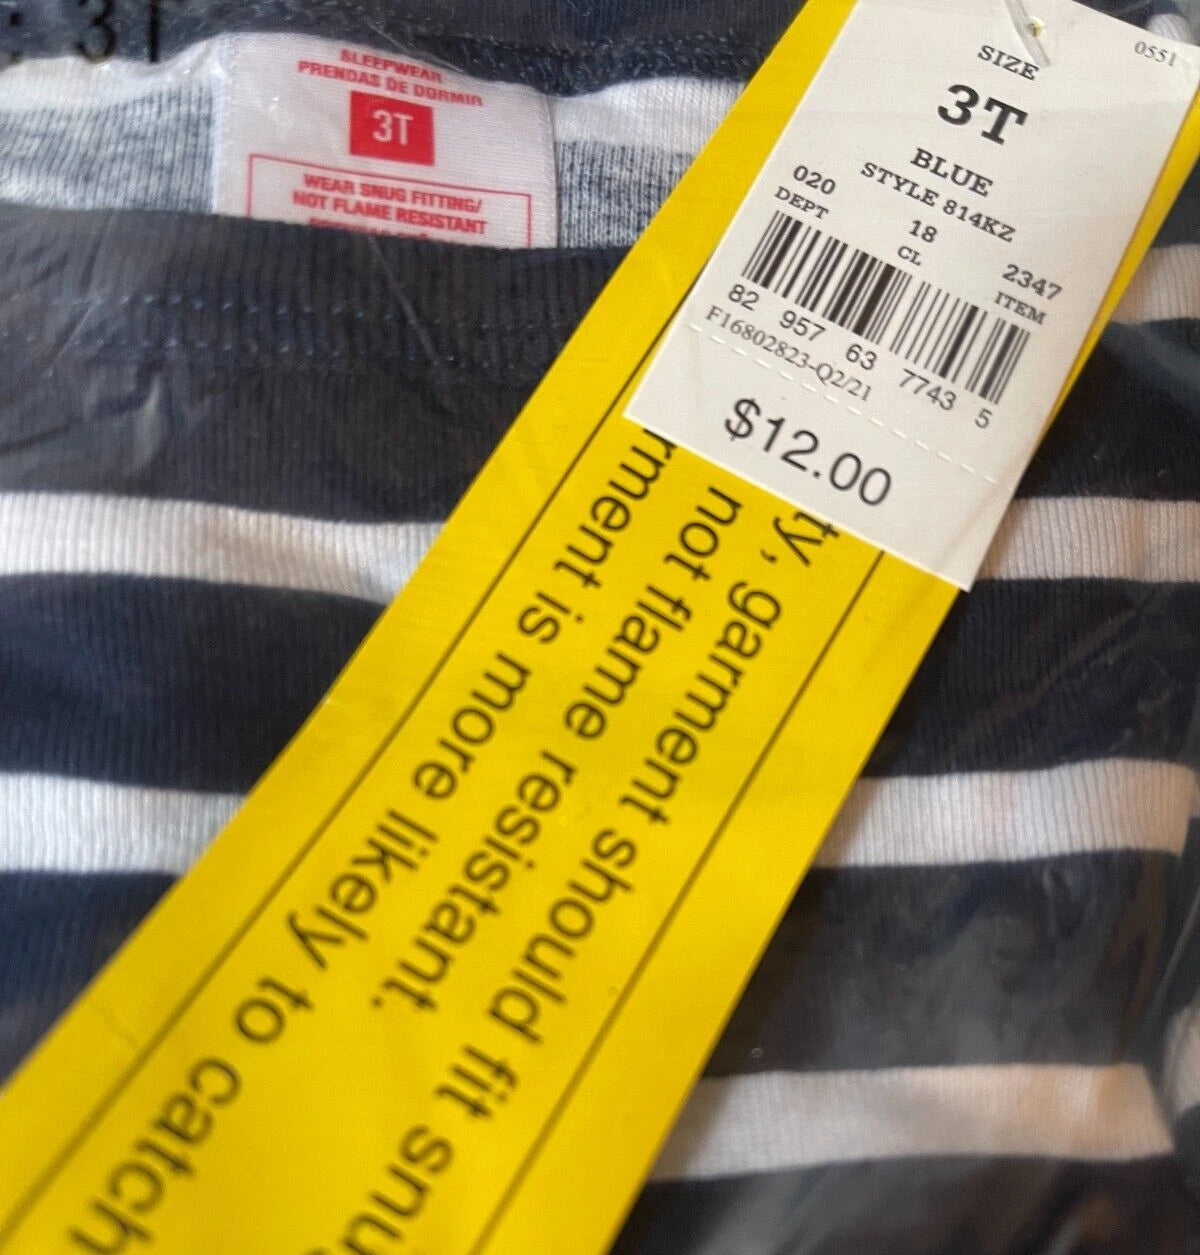 : 3T
SLEEPWEAR
PRENDAS DE DORMIR
3T
WEAR SNUG FITTING/
NOT FLAME RESISTANT
0551
SIZE
3T
BLUE
STYLE 814KZ
020 18 2347
DEPT CL ITEM
82 957 63 7743 5
F16802823-Q2/21
$12.00
ty, garment should fit snu
not flame resistant.
rment is more likely to catch